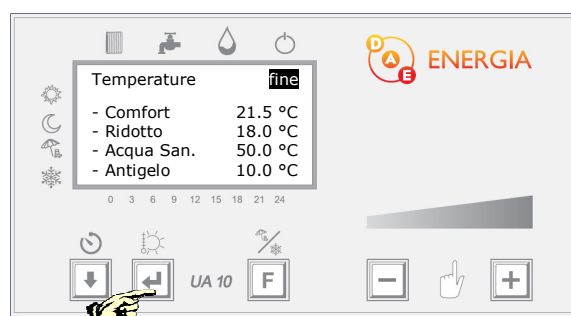 D A E ENERGIA
Temperature fine
- Comfort 21.5 °C
- Ridotto 18.0 °C
- Acqua San. 50.0 °C
- Antigelo 10.0 °C
0 3 6 9 12 15 18 21 24
UA 10 F